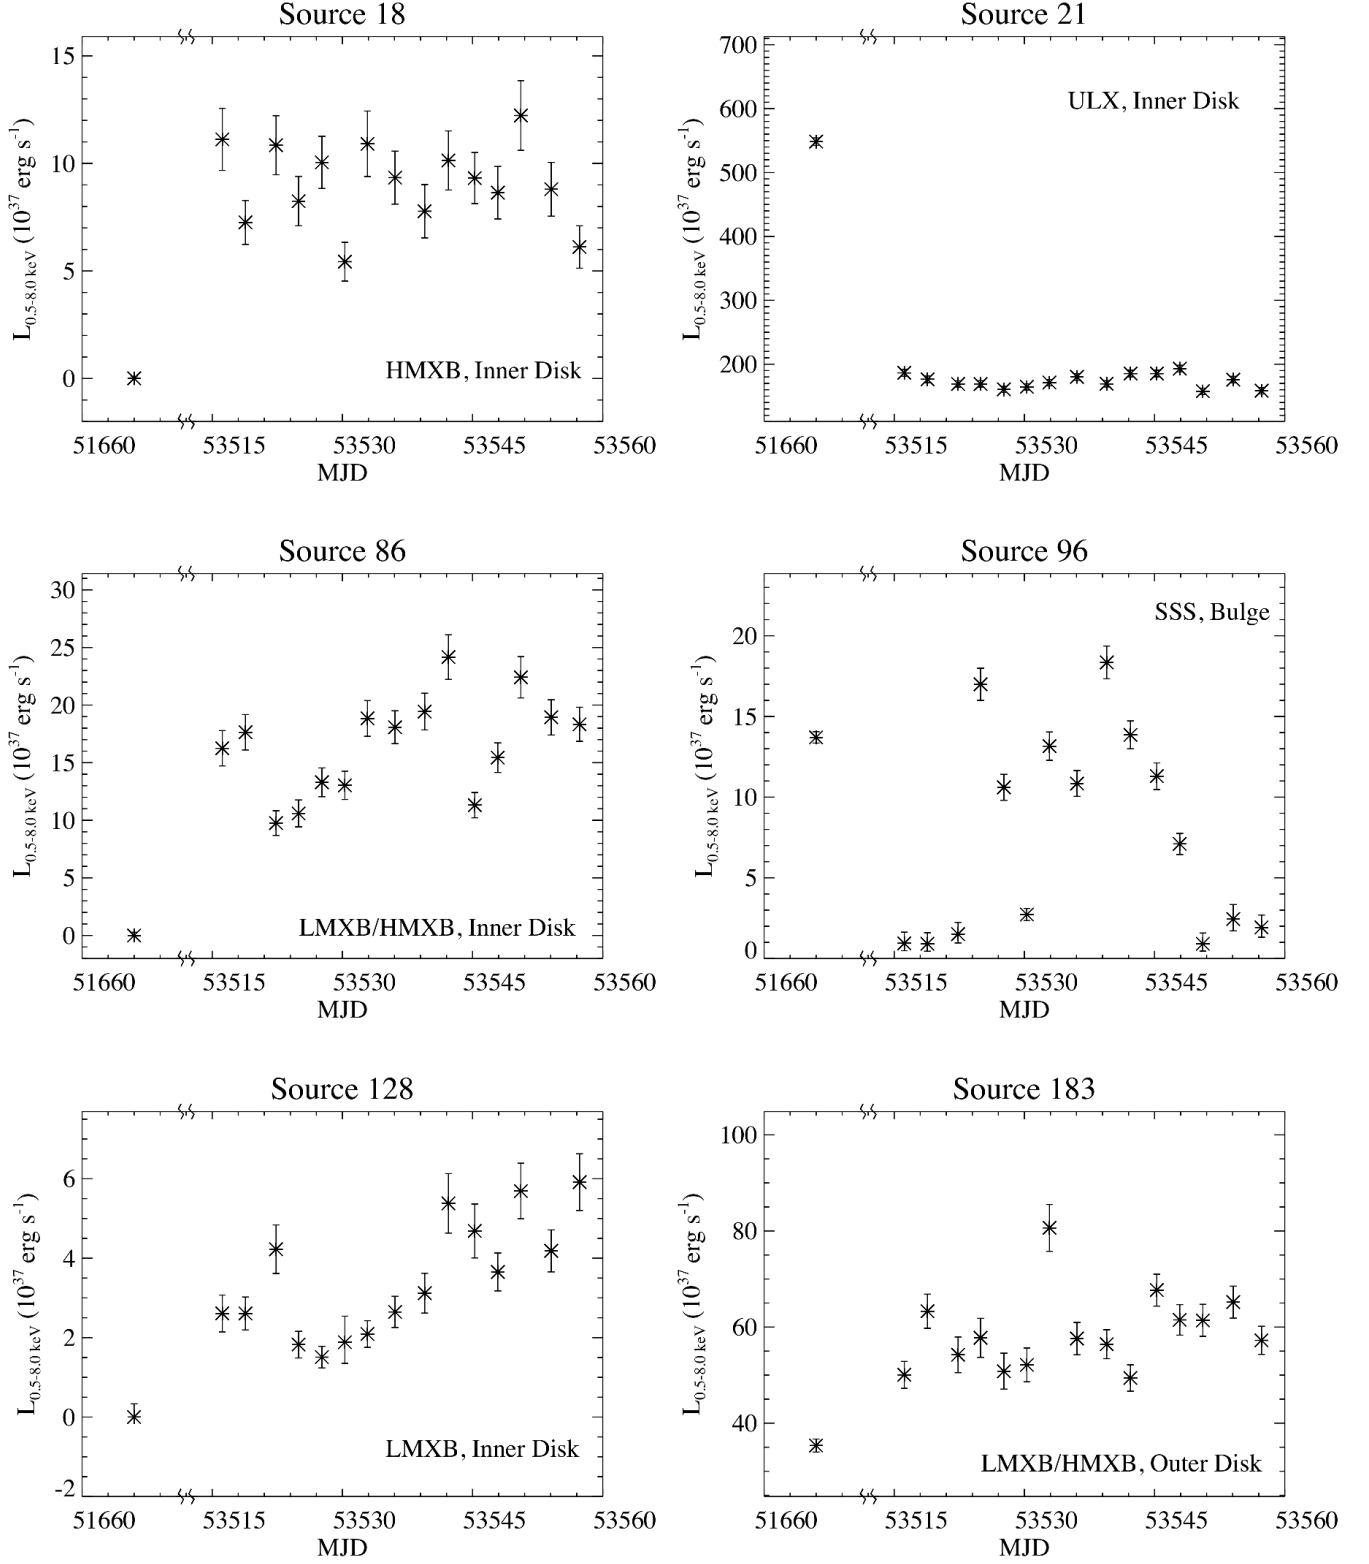 Source 18
15
10
5
0
L0.5-8.0 keV (10^37 erg s^-1)
HMXB, Inner Disk
51660 53515 53530 53545 53560
MJD
Source 21
700
600
500
400
300
200
L0.5-8.0 keV (10^37 erg s^-1)
ULX, Inner Disk
51660 53515 53530 53545 53560
MJD
Source 86
30
25
20
15
10
5
0
L0.5-8.0 keV (10^37 erg s^-1)
LMXB/HMXB, Inner Disk
51660 53515 53530 53545 53560
MJD
Source 96
20
15
10
5
0
L0.5-8.0 keV (10^37 erg s^-1)
SSS, Bulge
51660 53515 53530 53545 53560
MJD
Source 128
6
4
2
0
-2
L0.5-8.0 keV (10^37 erg s^-1)
LMXB, Inner Disk
51660 53515 53530 53545 53560
MJD
Source 183
100
80
60
40
L0.5-8.0 keV (10^37 erg s^-1)
LMXB/HMXB, Outer Disk
51660 53515 53530 53545 53560
MJD